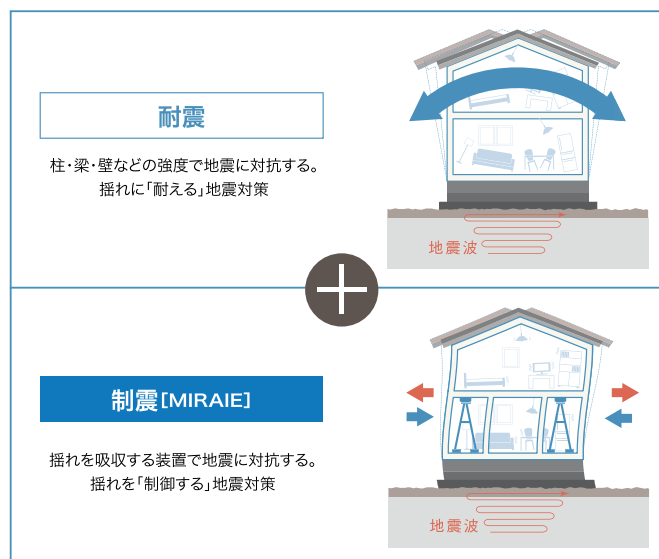 耐震
柱・梁・壁などの強度で地震に対抗する。
揺れに「耐える」地震対策
地震波
制震[MIRAIE]
揺れを吸収する装置で地震に対抗する。
揺れを「制御する」地震対策
地震波